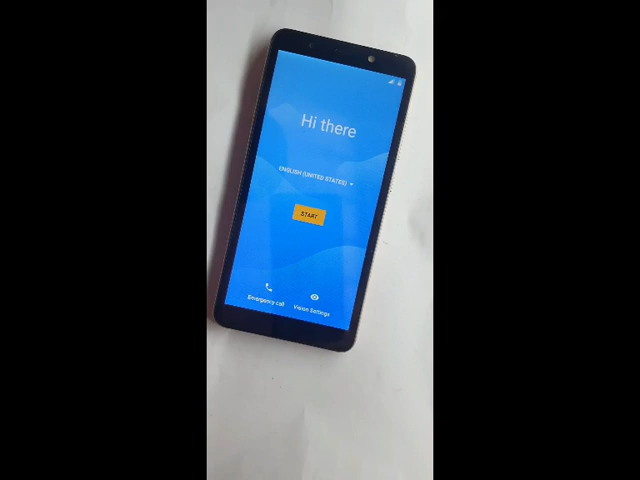 Hi there
ENGLISH (UNITED STATES)
START
Emergency call
Vision Settings